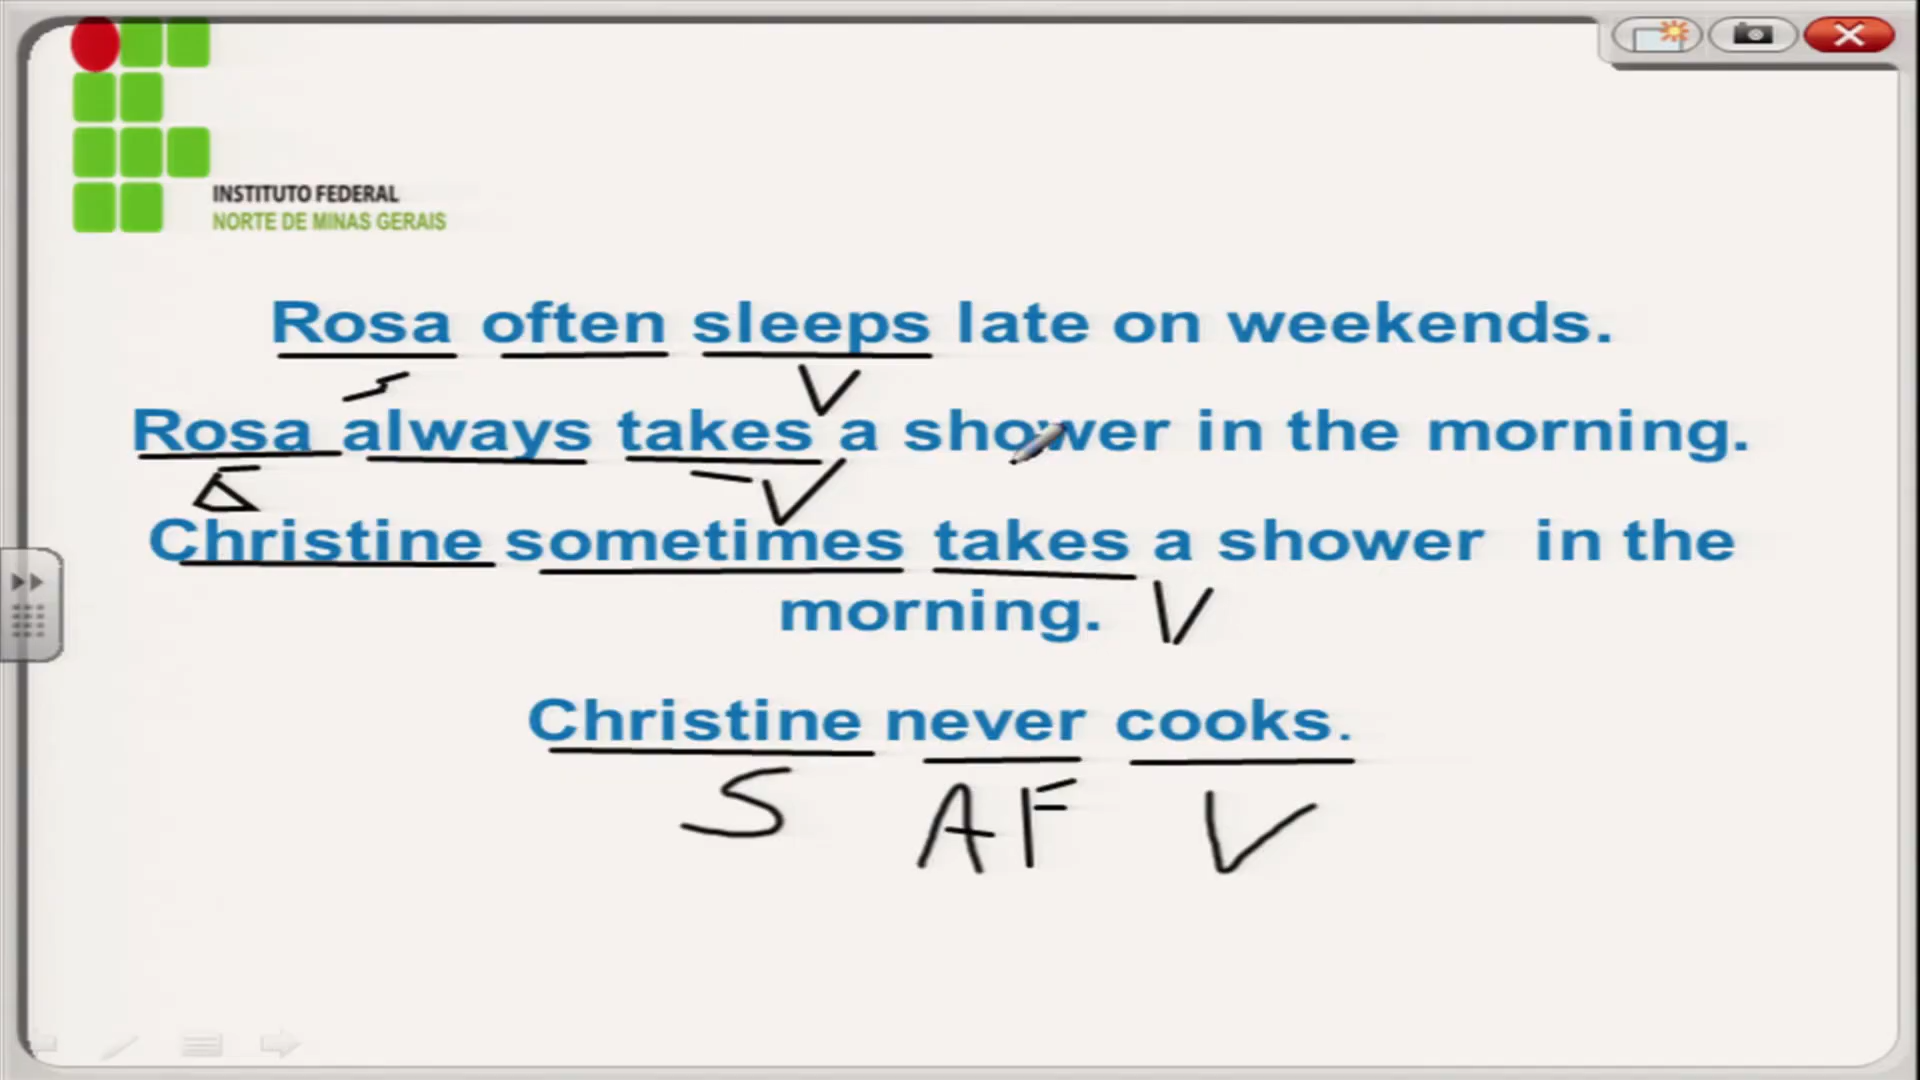 INSTITUTO FEDERAL
NORTE DE MINAS GERAIS
Rosa often sleeps late on weekends.
S V
Rosa always takes a shower in the morning.
S V
Christine sometimes takes a shower in the
morning. V
Christine never cooks.
S AF V